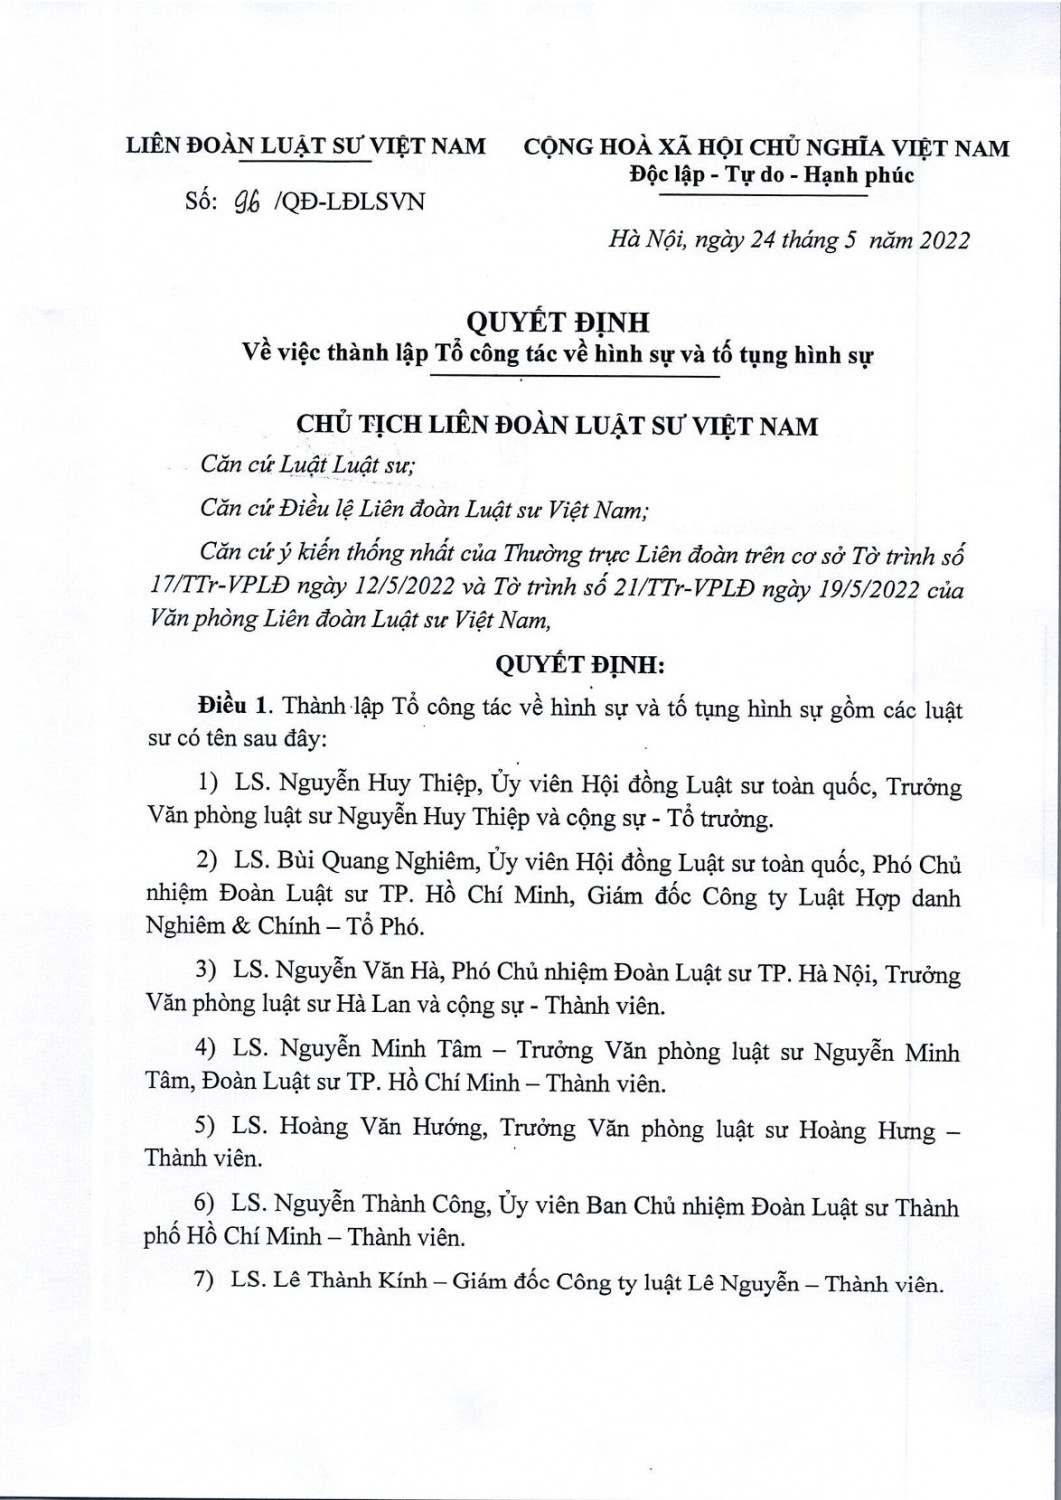 LIÊN ĐOÀN LUẬT SƯ VIỆT NAM
CỘNG HOÀ XÃ HỘI CHỦ NGHĨA VIỆT NAM
Độc lập - Tự do - Hạnh phúc
Số: 96 /QĐ-LĐLSVN
Hà Nội, ngày 24 tháng 5 năm 2022
QUYẾT ĐỊNH
Về việc thành lập Tổ công tác về hình sự và tố tụng hình sự
CHỦ TỊCH LIÊN ĐOÀN LUẬT SƯ VIỆT NAM
Căn cứ Luật Luật sư;
Căn cứ Điều lệ Liên đoàn Luật sư Việt Nam;
Căn cứ ý kiến thống nhất của Thường trực Liên đoàn trên cơ sở Tờ trình số
17/TTr-VPLĐ ngày 12/5/2022 và Tờ trình số 21/TTr-VPLĐ ngày 19/5/2022 của
Văn phòng Liên đoàn Luật sư Việt Nam,
QUYẾT ĐỊNH:
Điều 1. Thành lập Tổ công tác về hình sự và tố tụng hình sự gồm các luật
sư có tên sau đây:
1) LS. Nguyễn Huy Thiệp, Ủy viên Hội đồng Luật sư toàn quốc, Trưởng
Văn phòng luật sư Nguyễn Huy Thiệp và cộng sự - Tổ trưởng.
2) LS. Bùi Quang Nghiêm, Ủy viên Hội đồng Luật sư toàn quốc, Phó Chủ
nhiệm Đoàn Luật sư TP. Hồ Chí Minh, Giám đốc Công ty Luật Hợp danh
Nghiêm & Chính – Tổ Phó.
3) LS. Nguyễn Văn Hà, Phó Chủ nhiệm Đoàn Luật sư TP. Hà Nội, Trưởng
Văn phòng luật sư Hà Lan và cộng sự - Thành viên.
4) LS. Nguyễn Minh Tâm – Trưởng Văn phòng luật sư Nguyễn Minh
Tâm, Đoàn Luật sư TP. Hồ Chí Minh – Thành viên.
5) LS. Hoàng Văn Hướng, Trưởng Văn phòng luật sư Hoàng Hưng –
Thành viên.
6) LS. Nguyễn Thành Công, Ủy viên Ban Chủ nhiệm Đoàn Luật sư Thành
phố Hồ Chí Minh – Thành viên.
7) LS. Lê Thành Kính – Giám đốc Công ty luật Lê Nguyễn – Thành viên.